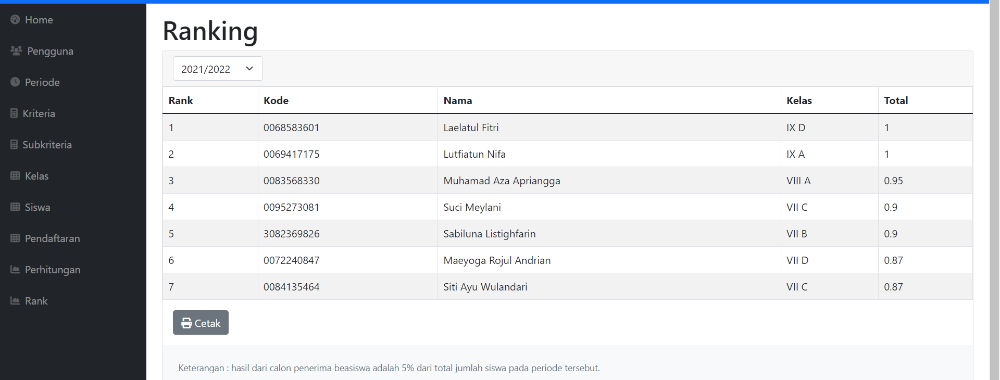 Home
Pengguna
Periode
Kriteria
Subkriteria
Kelas
Siswa
Pendaftaran
Perhitungan
Rank
Ranking
2021/2022
Rank Kode Nama Kelas Total
1 0068583601 Laelatul Fitri IX D 1
2 0069417175 Lutfiatun Nifa IX A 1
3 0083568330 Muhamad Aza Apriangga VIII A 0.95
4 0095273081 Suci Meylani VII C 0.9
5 3082369826 Sabiluna Listighfarin VII B 0.9
6 0072240847 Maeyoga Rojul Andrian VII D 0.87
7 0084135464 Siti Ayu Wulandari VII C 0.87
Cetak
Keterangan : hasil dari calon penerima beasiswa adalah 5% dari total jumlah siswa pada periode tersebut.